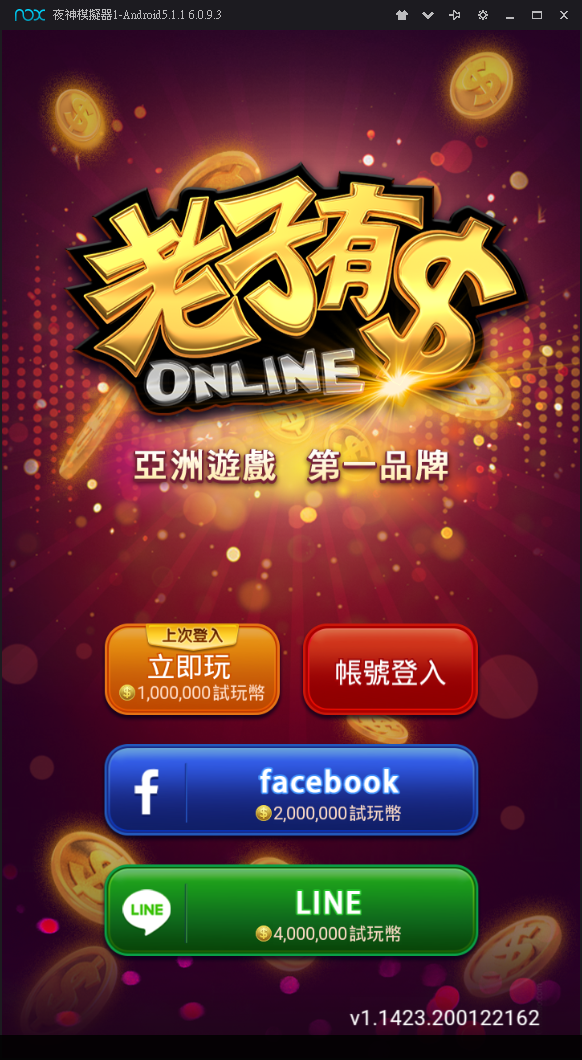 nox 夜神模擬器1-Android5.1.1 6.0.9.3
老子有$
ONLINE
亞洲遊戲 第一品牌
上次登入
立即玩
$1,000,000試玩幣
帳號登入
f facebook
$2,000,000試玩幣
LINE LINE
$4,000,000試玩幣
v1.1423.200122162